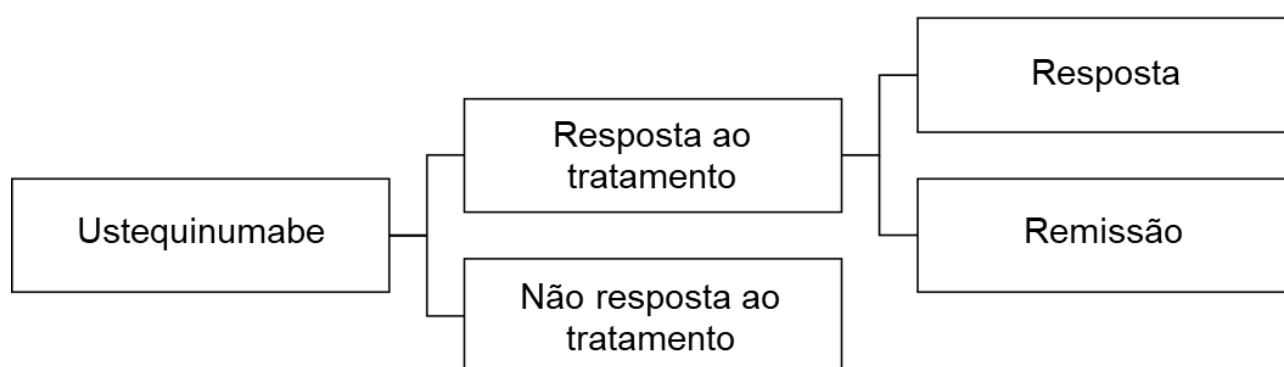 Ustequinumabe
Resposta ao
tratamento
Não resposta ao
tratamento
Resposta
Remissão